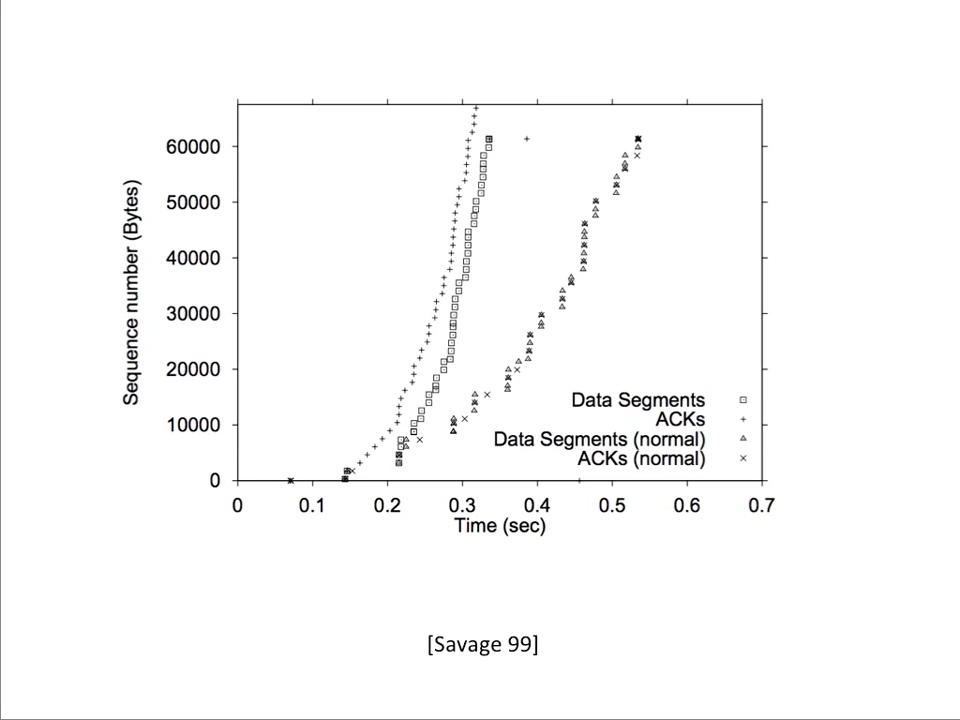 60000
50000
40000
30000
20000
10000
0
Sequence number (Bytes)
Data Segments
ACKs
Data Segments (normal)
ACKs (normal)
0 0.1 0.2 0.3 0.4 0.5 0.6 0.7
Time (sec)
[Savage 99]